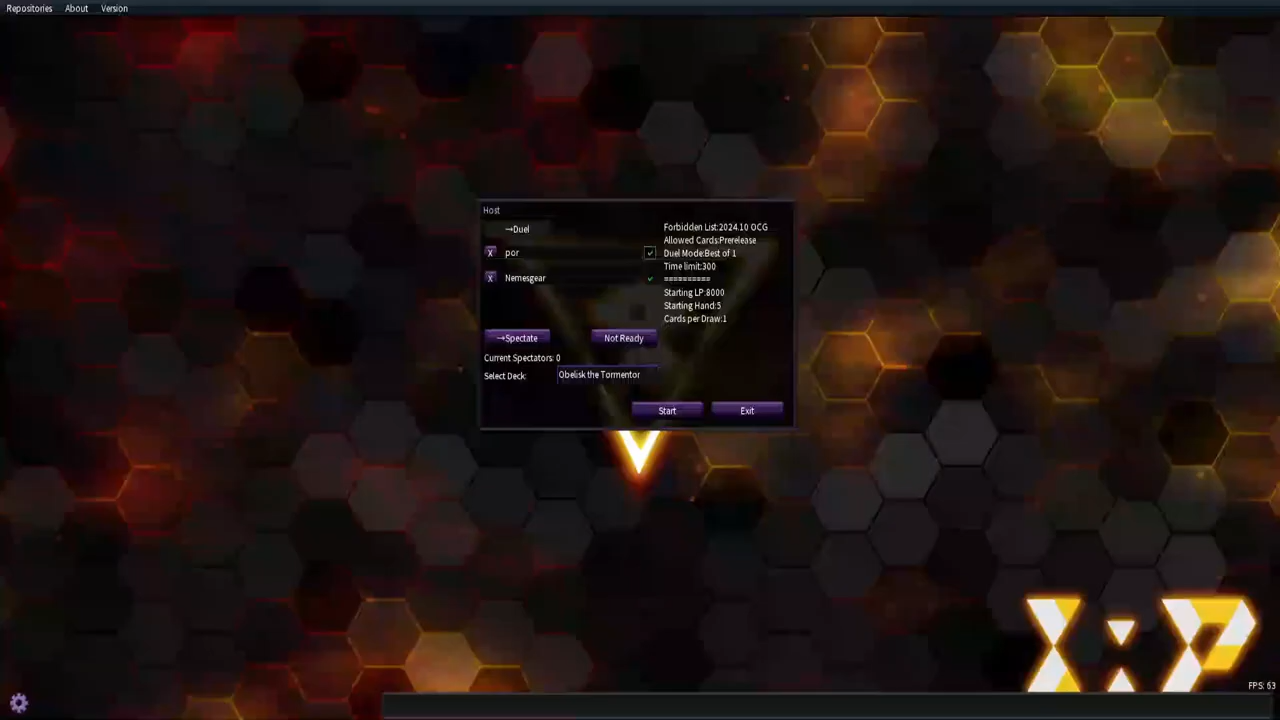 Repositories About Version
Host
→Duel
X por ✓
X Nemesgear ✓
Forbidden List:2024.10 OCG
Allowed Cards:Prerelease
Duel Mode:Best of 1
Time limit:300
==========
Starting LP:8000
Starting Hand:5
Cards per Draw:1
→Spectate Not Ready
Current Spectators: 0
Select Deck: Obelisk the Tormentor
Start Exit
X:P
FPS: 63